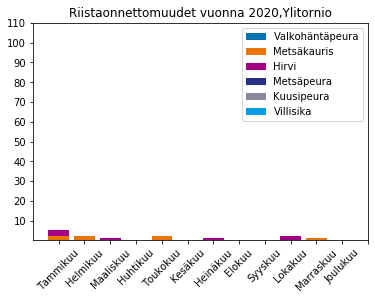 Riistaonnettomuudet vuonna 2020,Ylitornio
110
100
90
80
70
60
50
40
30
20
10
Valkohäntäpeura
Metsäkauris
Hirvi
Metsäpeura
Kuusipeura
Villisika
Tammikuu
Helmikuu
Maaliskuu
Huhtikuu
Toukokuu
Kesäkuu
Heinäkuu
Elokuu
Syyskuu
Lokakuu
Marraskuu
Joulukuu